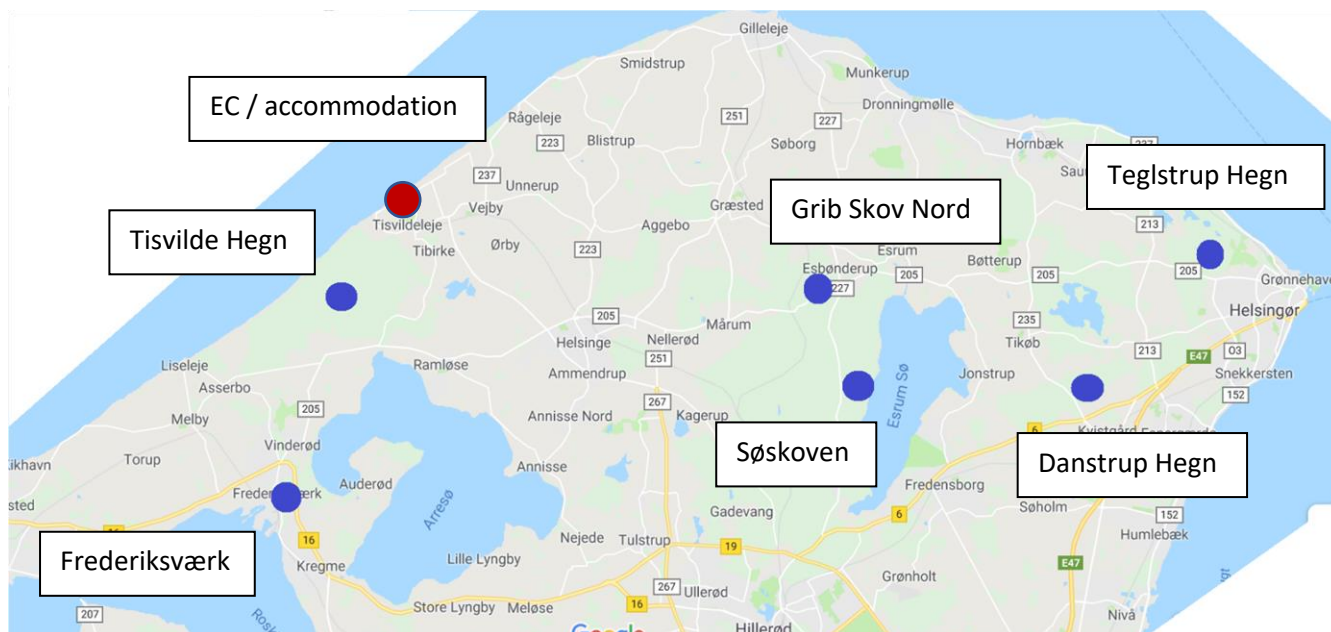 Gilleleje
Smidstrup
Munkerup
EC / accommodation
Dronningmølle
Rågeleje
251
227
223
Blistrup
Søborg
Hornbæk
237
237
Unnerup
Teglstrup Hegn
Vejby
Græsted
Grib Skov Nord
Tisvildeleje
Aggebo
213
Tisvilde Hegn
Tibirke
Ørby
223
Esrum
Bøtterup
Esbønderup
205
205
205
Grønnehave
227
Helsingør
205
Mårum
235
Helsinge
Nellerød
Tikøb
213
E47
03
Liseleje
Ramløse
251
Ammendrup
Jonstrup
Snekkersten
Asserbo
152
267
Esrum Sø
205
Melby
Annisse Nord
Kagerup
6
Kvistgård
Vinderød
Søskoven
Danstrup Hegn
Torup
Annisse
Auderød
Fredensborg
Arresø
Søholm
Gadevang
6
152
Humlebæk
16
Nejede
Tulstrup
19
Frederiksværk
Lille Lyngby
E47
Kregme
267
Ullerød
Grønholt
207
Store Lyngby
Meløse
16
Nivå
Google
Hillerød